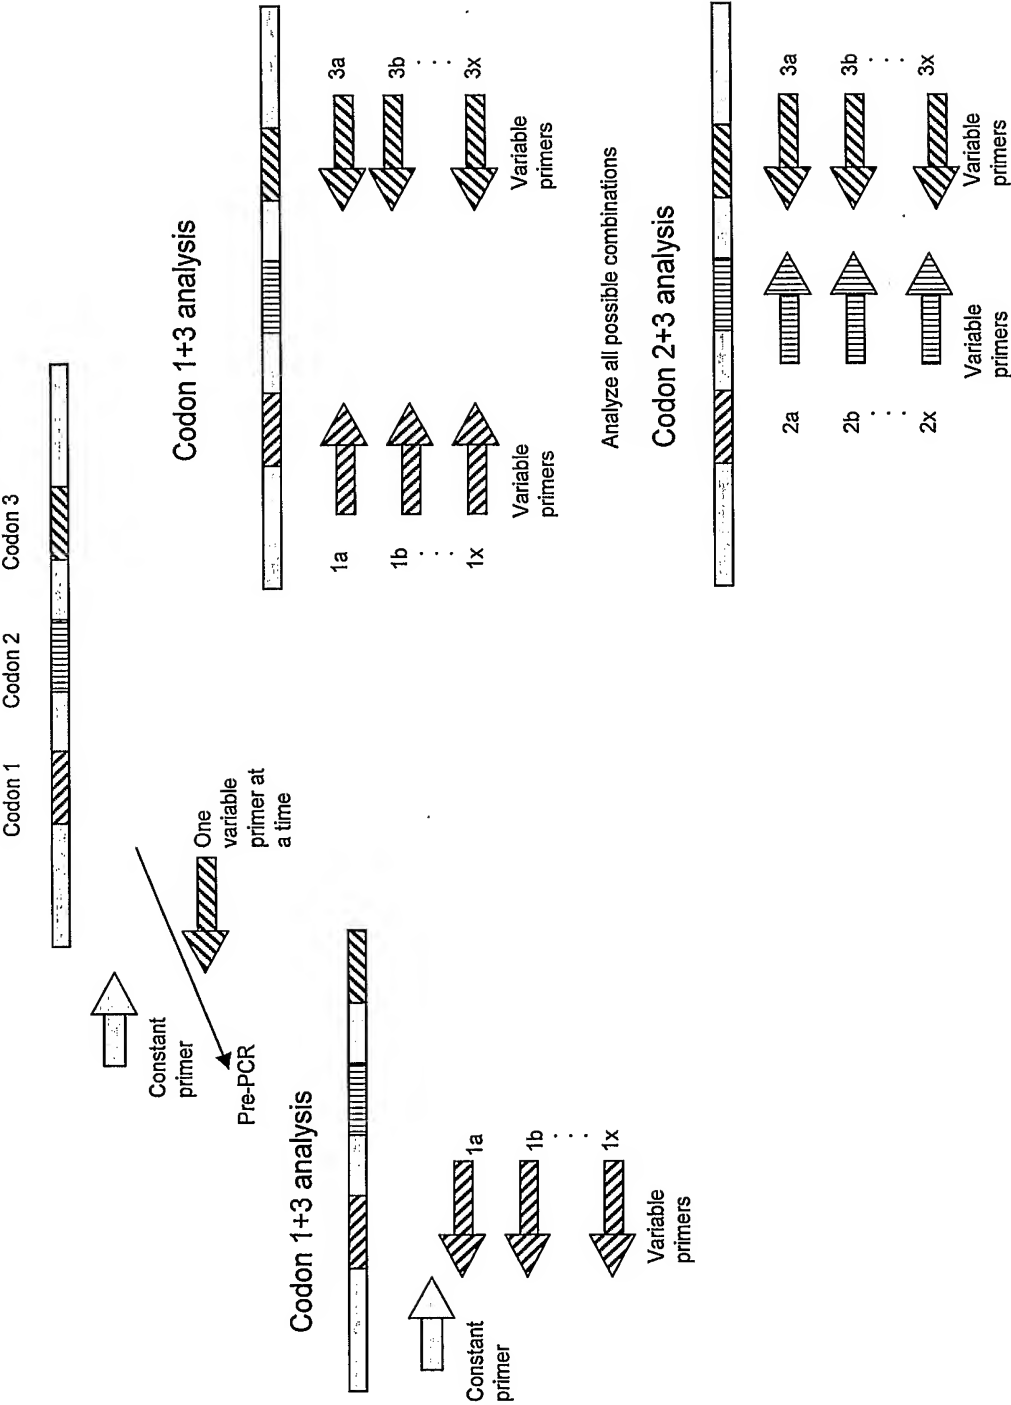 Codon 1
Codon 2
Codon 3
Constant
primer
One
variable
primer at
a time
Pre-PCR
Codon 1+3 analysis
Constant
primer
1a
1b
. . .
1x
Variable
primers
Codon 1+3 analysis
1a
1b
. . .
1x
Variable
primers
3a
3b
. . .
3x
Variable
primers
Analyze all possible combinations
Codon 2+3 analysis
2a
2b
. . .
2x
Variable
primers
3a
3b
. . .
3x
Variable
primers